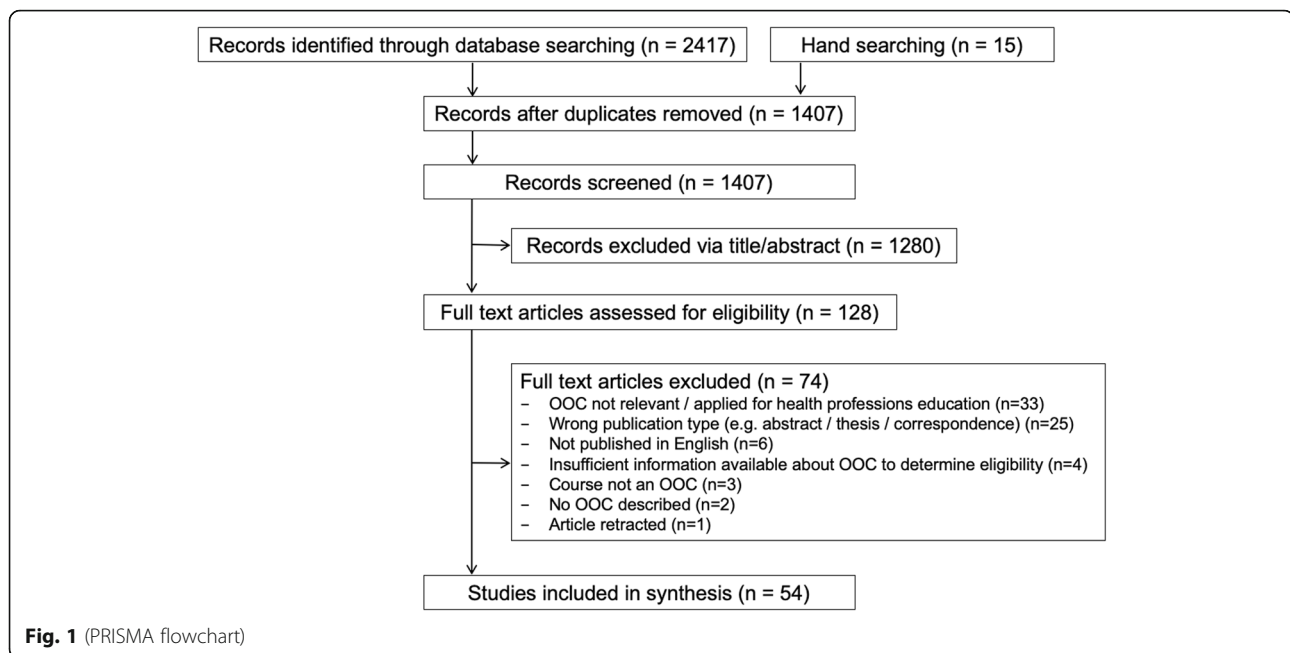 Records identified through database searching (n = 2417)
Hand searching (n = 15)
Records after duplicates removed (n = 1407)
Records screened (n = 1407)
Records excluded via title/abstract (n = 1280)
Full text articles assessed for eligibility (n = 128)
Full text articles excluded (n = 74)
− OOC not relevant / applied for health professions education (n=33)
− Wrong publication type (e.g. abstract / thesis / correspondence) (n=25)
− Not published in English (n=6)
− Insufficient information available about OOC to determine eligibility (n=4)
− Course not an OOC (n=3)
− No OOC described (n=2)
− Article retracted (n=1)
Studies included in synthesis (n = 54)
Fig. 1 (PRISMA flowchart)